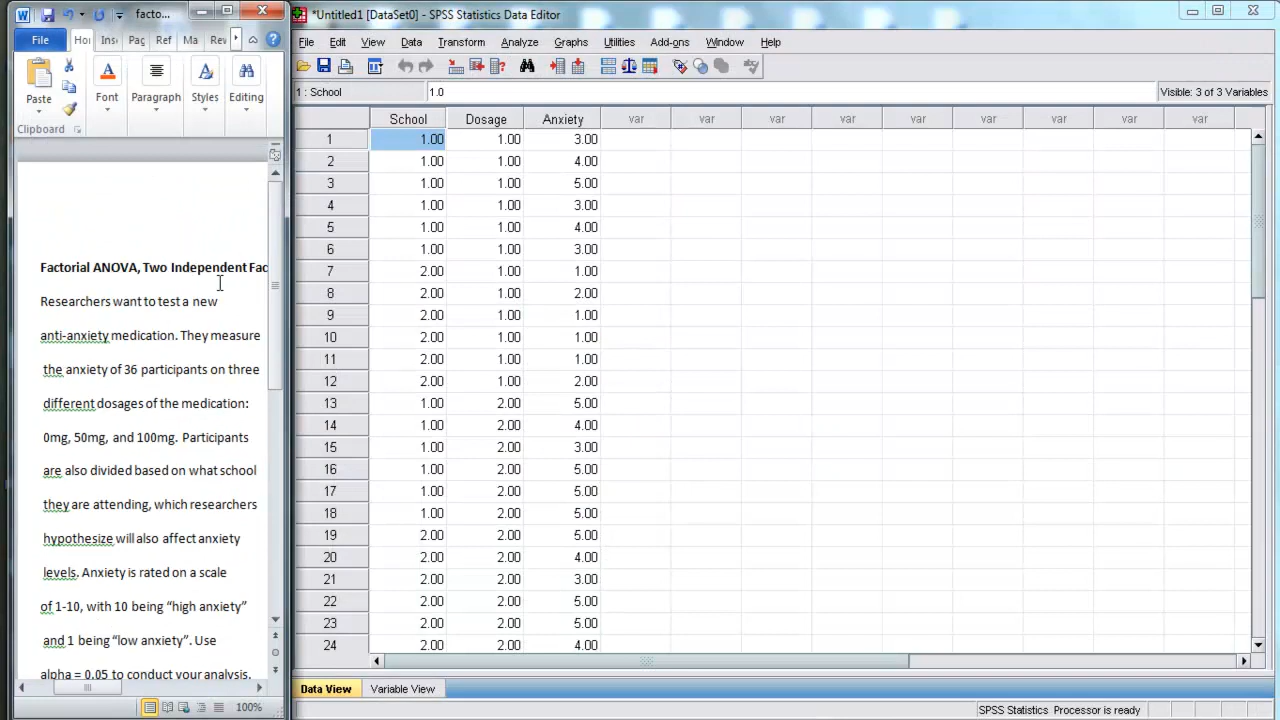 facto...
File
Hor
Ins
Pag
Ref
Ma
Rev
Paste
Font
Paragraph
Styles
Editing
Clipboard
Factorial ANOVA, Two Independent Fac
Researchers want to test a new
anti-anxiety medication. They measure
the anxiety of 36 participants on three
different dosages of the medication:
0mg, 50mg, and 100mg. Participants
are also divided based on what school
they are attending, which researchers
hypothesize will also affect anxiety
levels. Anxiety is rated on a scale
of 1-10, with 10 being “high anxiety”
and 1 being “low anxiety”. Use
alpha = 0.05 to conduct your analysis.
100%
*Untitled1 [DataSet0] - SPSS Statistics Data Editor
File Edit View Data Transform Analyze Graphs Utilities Add-ons Window Help
1 : School 1.0 Visible: 3 of 3 Variables
School Dosage Anxiety var var var var var var var var var
1 1.00 1.00 3.00
2 1.00 1.00 4.00
3 1.00 1.00 5.00
4 1.00 1.00 3.00
5 1.00 1.00 4.00
6 1.00 1.00 3.00
7 2.00 1.00 1.00
8 2.00 1.00 2.00
9 2.00 1.00 1.00
10 2.00 1.00 1.00
11 2.00 1.00 1.00
12 2.00 1.00 2.00
13 1.00 2.00 5.00
14 1.00 2.00 4.00
15 1.00 2.00 3.00
16 1.00 2.00 5.00
17 1.00 2.00 5.00
18 1.00 2.00 5.00
19 2.00 2.00 5.00
20 2.00 2.00 4.00
21 2.00 2.00 3.00
22 2.00 2.00 5.00
23 2.00 2.00 5.00
24 2.00 2.00 4.00
Data View Variable View
SPSS Statistics Processor is ready